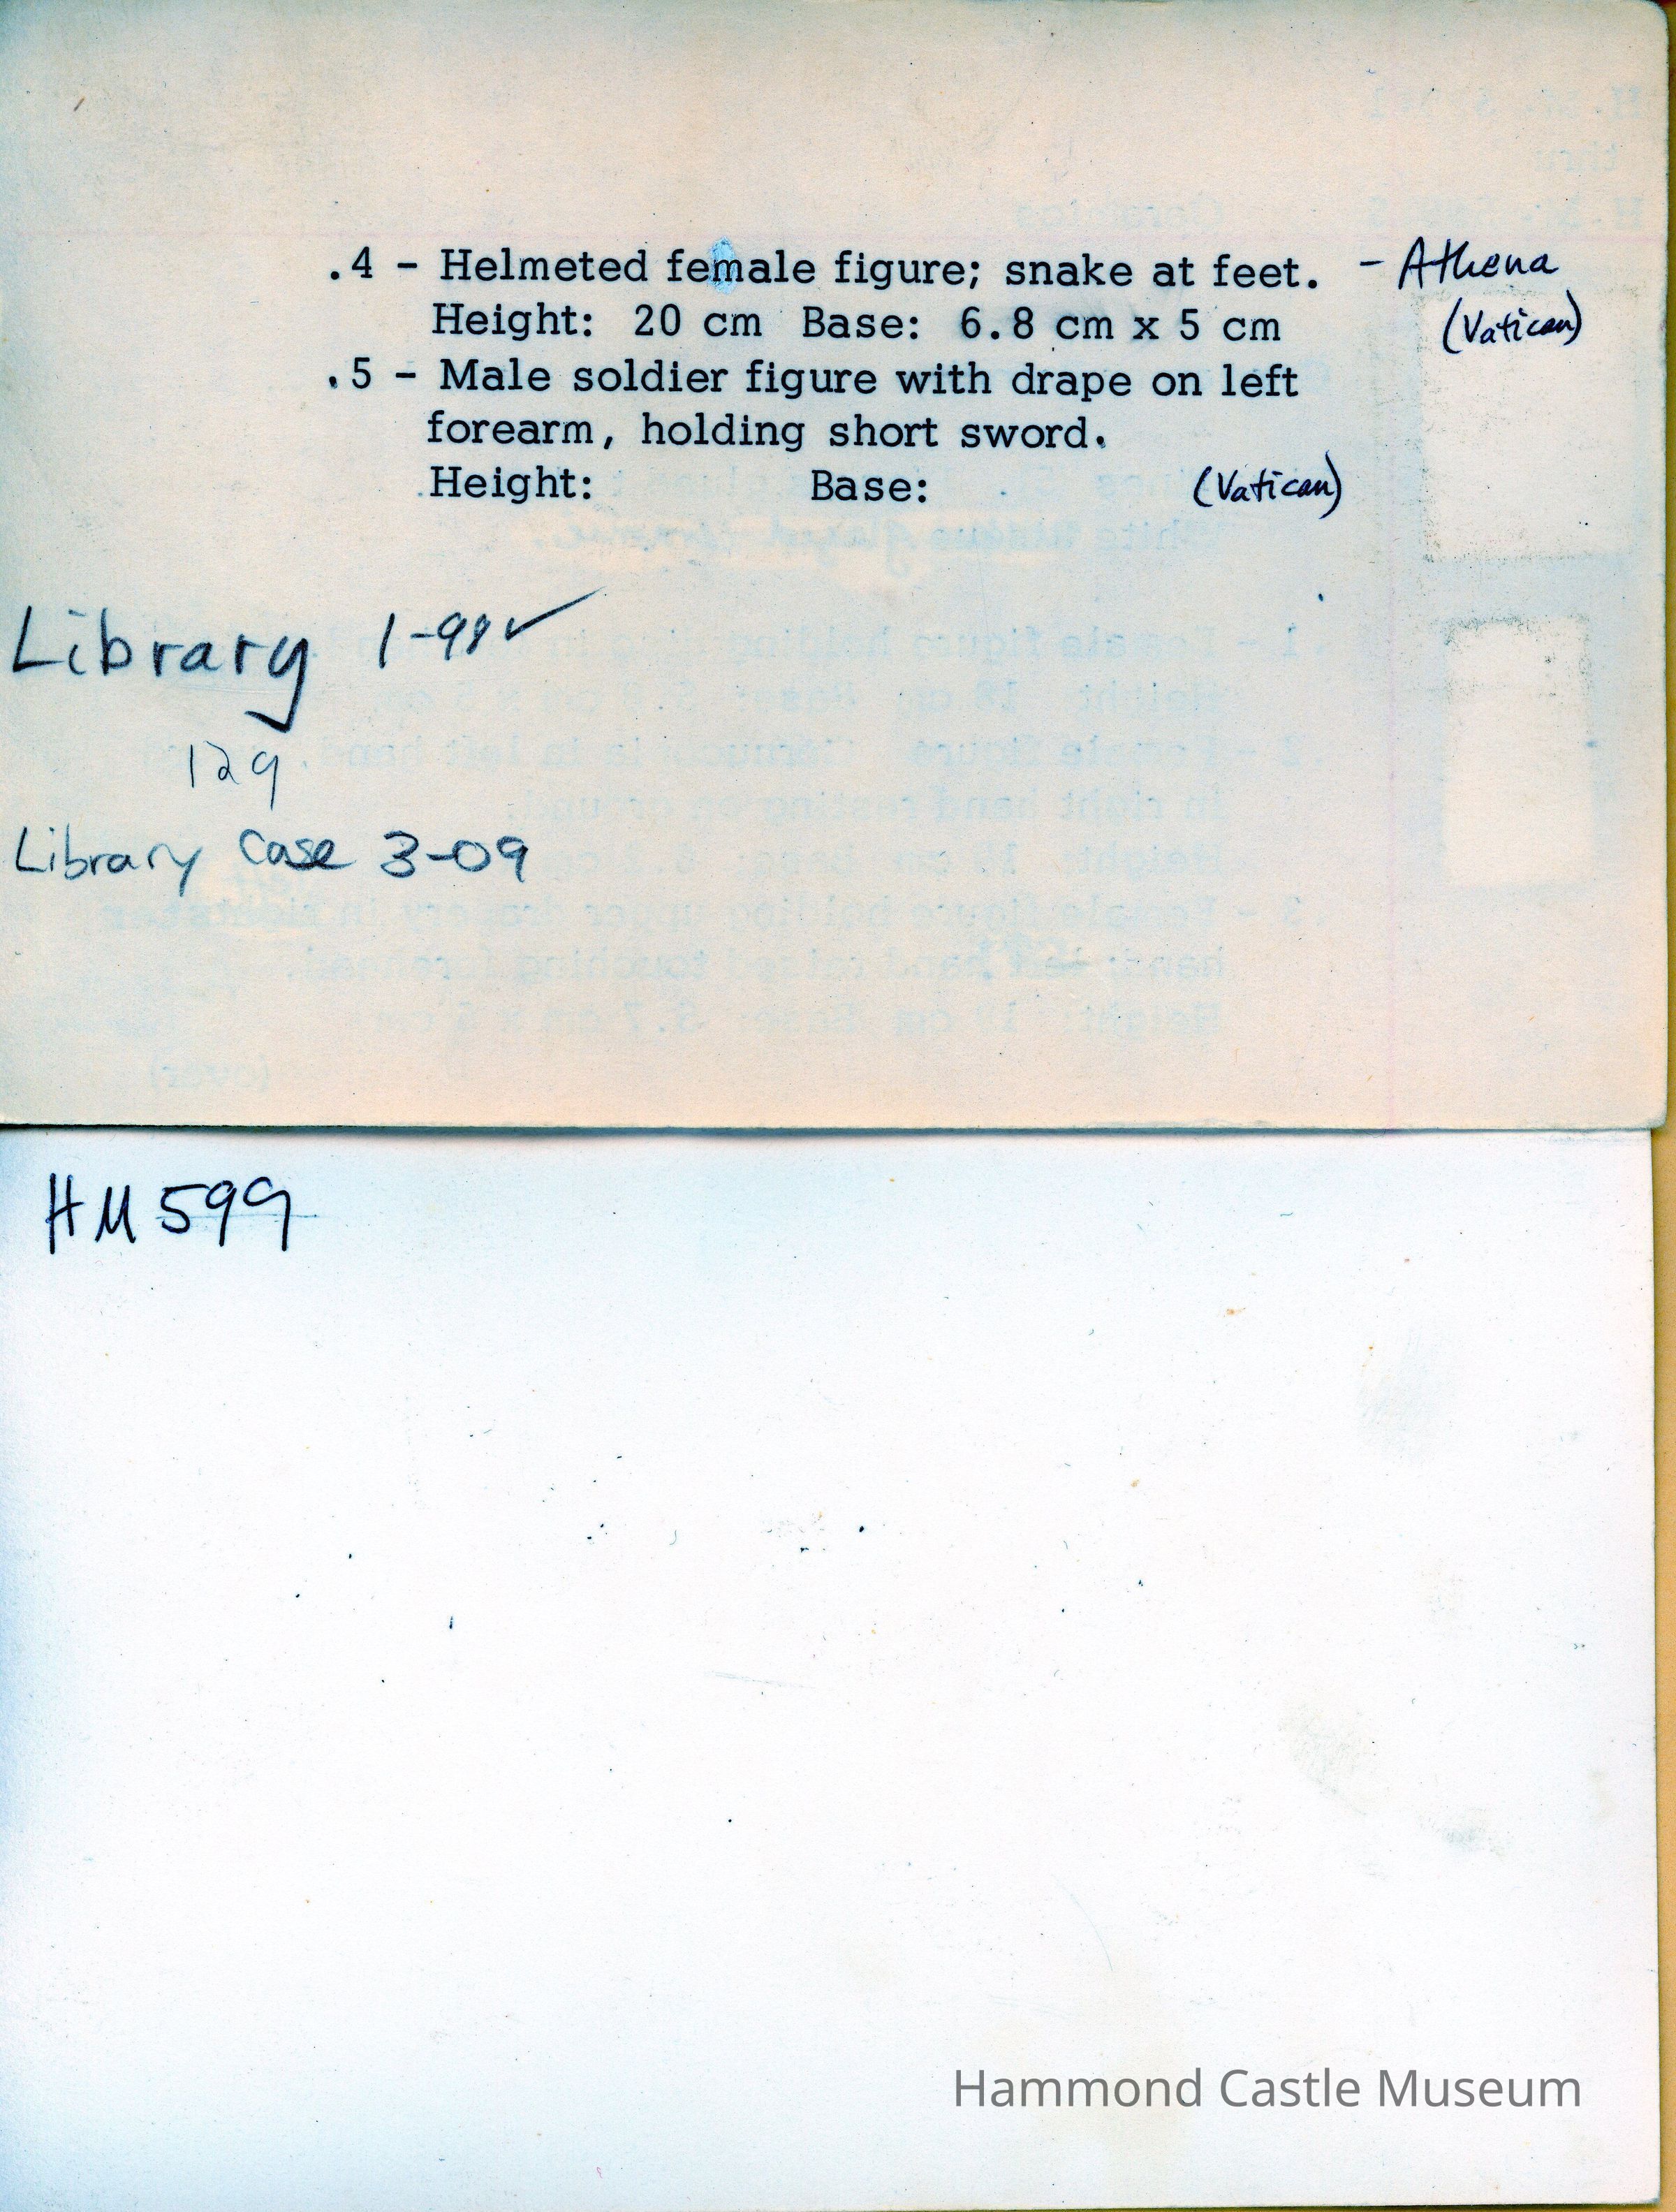 .4 - Helmeted female figure; snake at feet. - Athena
Height: 20 cm Base: 6.8 cm x 5 cm (Vatican)
.5 - Male soldier figure with drape on left
forearm, holding short sword.
Height: Base: (Vatican)
Library 1-98 ✓
129
Library Case 3-09
HM 599
Hammond Castle Museum